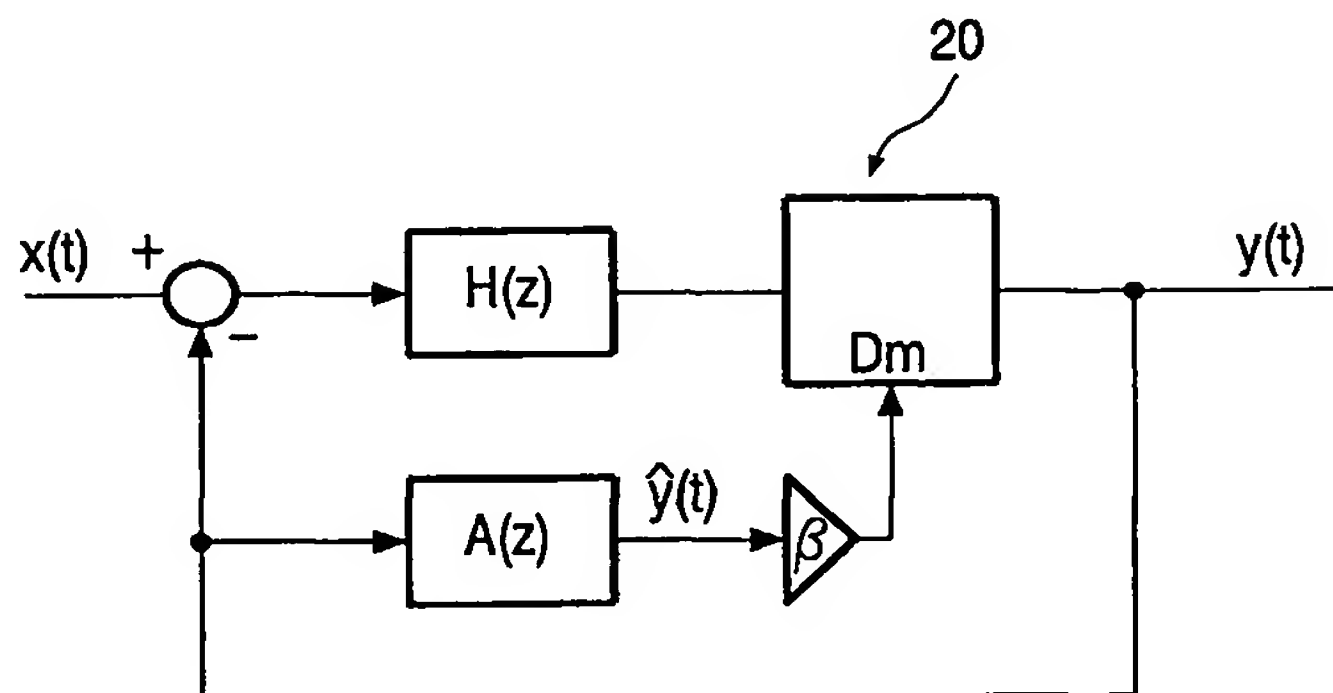 20
x(t)
+
-
H(z)
Dm
y(t)
A(z)
ŷ(t)
β